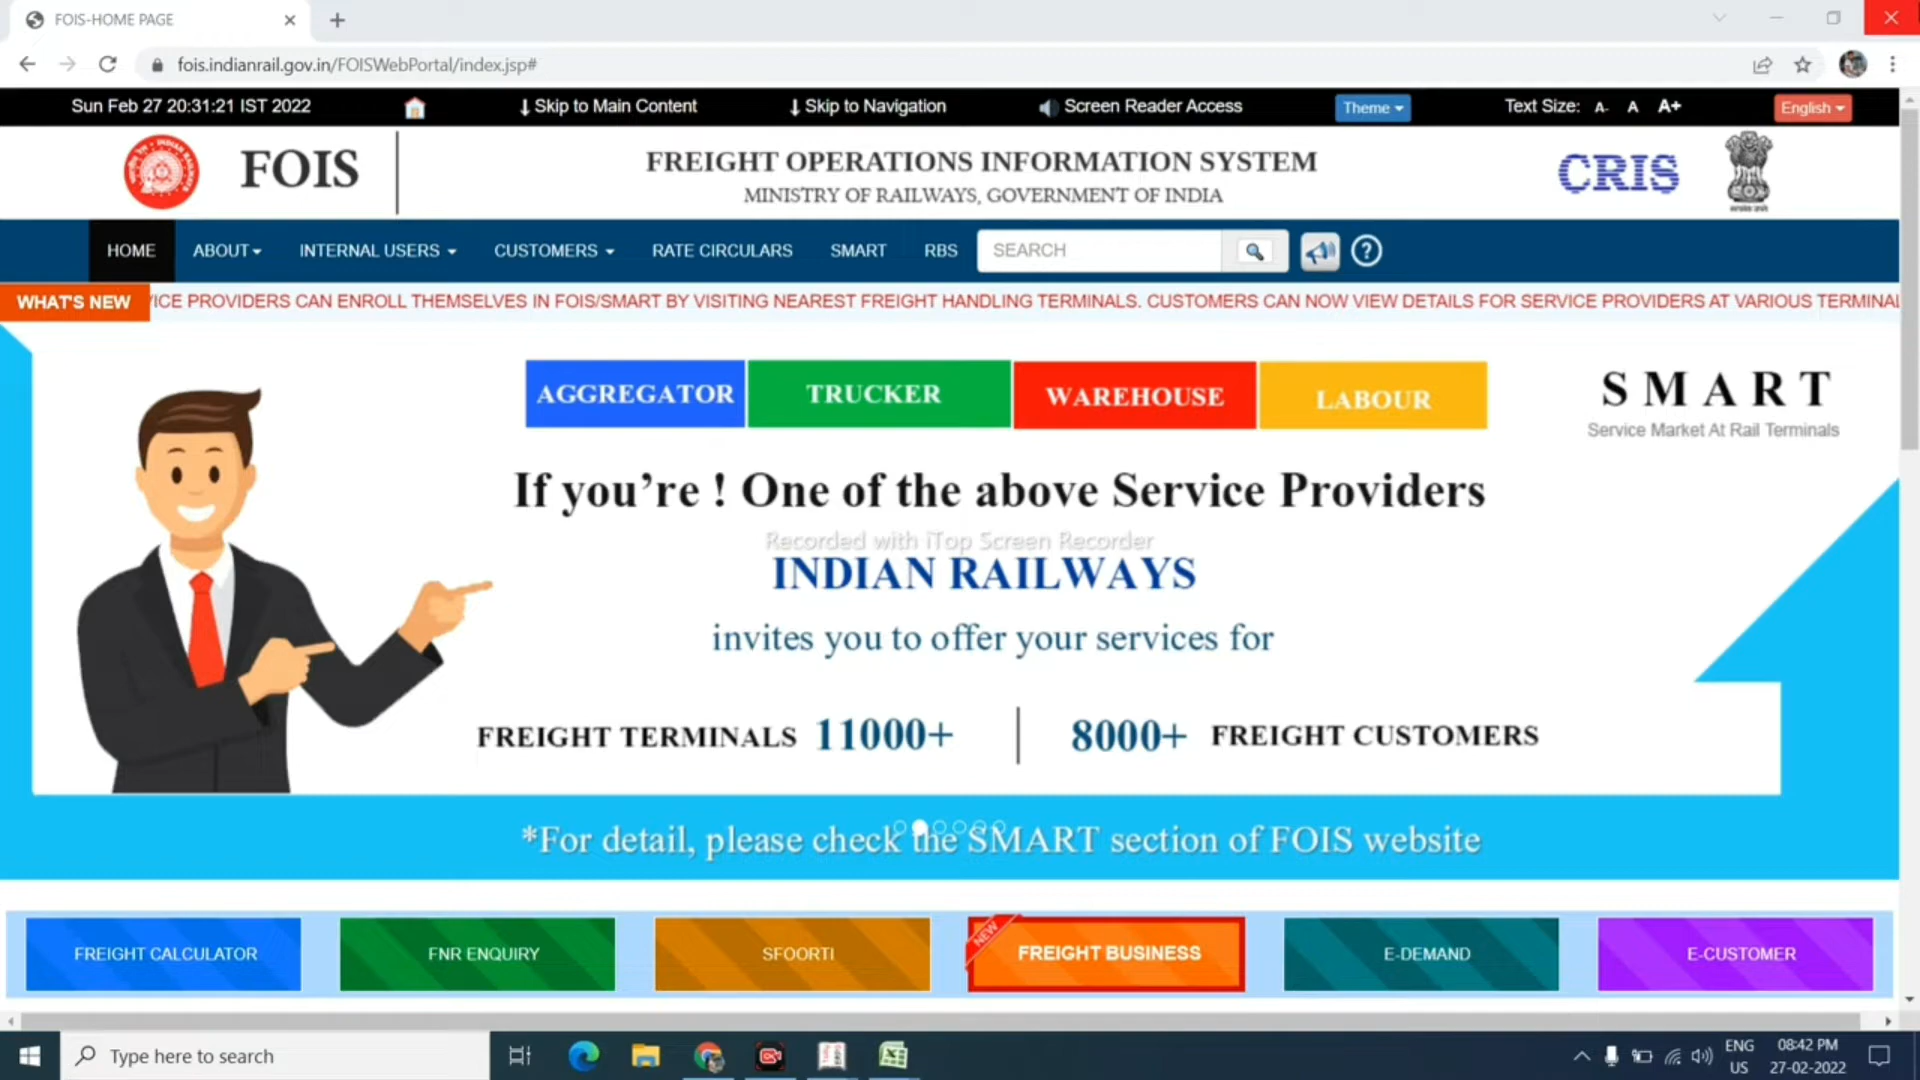 FOIS-HOME PAGE
fois.indianrail.gov.in/FOISWebPortal/index.jsp#
Sun Feb 27 20:31:21 IST 2022
Skip to Main Content
Skip to Navigation
Screen Reader Access
Theme
Text Size: A- A A+
English
FOIS
FREIGHT OPERATIONS INFORMATION SYSTEM
MINISTRY OF RAILWAYS, GOVERNMENT OF INDIA
CRIS
HOME ABOUT INTERNAL USERS CUSTOMERS RATE CIRCULARS SMART RBS SEARCH ?
WHAT'S NEW
ICE PROVIDERS CAN ENROLL THEMSELVES IN FOIS/SMART BY VISITING NEAREST FREIGHT HANDLING TERMINALS. CUSTOMERS CAN NOW VIEW DETAILS FOR SERVICE PROVIDERS AT VARIOUS TERMINAL
AGGREGATOR TRUCKER WAREHOUSE LABOUR
SMART
Service Market At Rail Terminals
If you’re ! One of the above Service Providers
Recorded with iTop Screen Recorder
INDIAN RAILWAYS
invites you to offer your services for
FREIGHT TERMINALS 11000+ | 8000+ FREIGHT CUSTOMERS
*For detail, please check the SMART section of FOIS website
FREIGHT CALCULATOR
FNR ENQUIRY
SFOORTI
NEW
FREIGHT BUSINESS
E-DEMAND
E-CUSTOMER
Type here to search
ENG
US
08:42 PM
27-02-2022